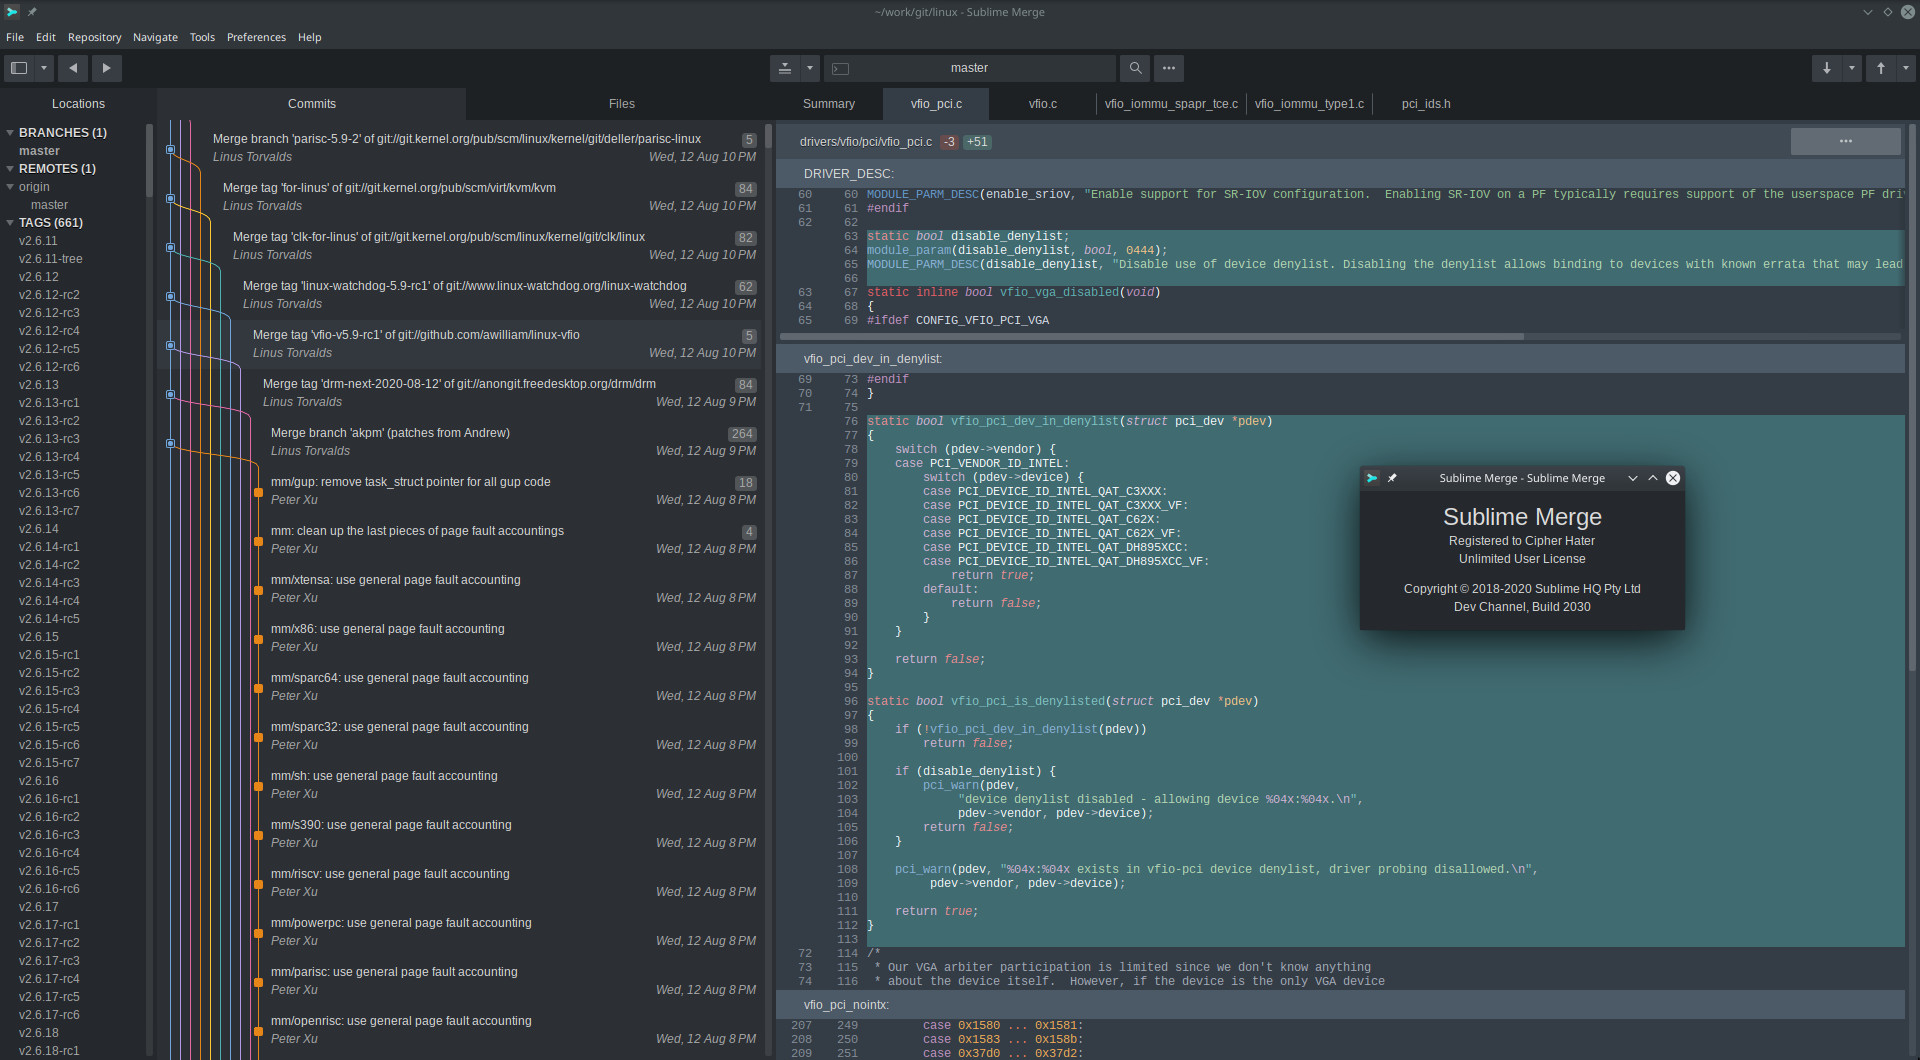 ~/work/git/linux - Sublime Merge
File Edit Repository Navigate Tools Preferences Help
master
Locations
BRANCHES (1)
master
REMOTES (1)
origin
master
TAGS (661)
v2.6.11
v2.6.11-tree
v2.6.12
v2.6.12-rc2
v2.6.12-rc3
v2.6.12-rc4
v2.6.12-rc5
v2.6.12-rc6
v2.6.13
v2.6.13-rc1
v2.6.13-rc2
v2.6.13-rc3
v2.6.13-rc4
v2.6.13-rc5
v2.6.13-rc6
v2.6.13-rc7
v2.6.14
v2.6.14-rc1
v2.6.14-rc2
v2.6.14-rc3
v2.6.14-rc4
v2.6.14-rc5
v2.6.15
v2.6.15-rc1
v2.6.15-rc2
v2.6.15-rc3
v2.6.15-rc4
v2.6.15-rc5
v2.6.15-rc6
v2.6.15-rc7
v2.6.16
v2.6.16-rc1
v2.6.16-rc2
v2.6.16-rc3
v2.6.16-rc4
v2.6.16-rc5
v2.6.16-rc6
v2.6.17
v2.6.17-rc1
v2.6.17-rc2
v2.6.17-rc3
v2.6.17-rc4
v2.6.17-rc5
v2.6.17-rc6
v2.6.18
v2.6.18-rc1
Commits Files
Merge branch 'parisc-5.9-2' of git://git.kernel.org/pub/scm/linux/kernel/git/deller/parisc-linux 5
Linus Torvalds Wed, 12 Aug 10 PM
Merge tag 'for-linus' of git://git.kernel.org/pub/scm/virt/kvm/kvm 84
Linus Torvalds Wed, 12 Aug 10 PM
Merge tag 'clk-for-linus' of git://git.kernel.org/pub/scm/linux/kernel/git/clk/linux 82
Linus Torvalds Wed, 12 Aug 10 PM
Merge tag 'linux-watchdog-5.9-rc1' of git://www.linux-watchdog.org/linux-watchdog 62
Linus Torvalds Wed, 12 Aug 10 PM
Merge tag 'vfio-v5.9-rc1' of git://github.com/awilliam/linux-vfio 5
Linus Torvalds Wed, 12 Aug 10 PM
Merge tag 'drm-next-2020-08-12' of git://anongit.freedesktop.org/drm/drm 84
Linus Torvalds Wed, 12 Aug 9 PM
Merge branch 'akpm' (patches from Andrew) 264
Linus Torvalds Wed, 12 Aug 9 PM
mm/gup: remove task_struct pointer for all gup code 18
Peter Xu Wed, 12 Aug 8 PM
mm: clean up the last pieces of page fault accountings 4
Peter Xu Wed, 12 Aug 8 PM
mm/xtensa: use general page fault accounting
Peter Xu Wed, 12 Aug 8 PM
mm/x86: use general page fault accounting
Peter Xu Wed, 12 Aug 8 PM
mm/sparc64: use general page fault accounting
Peter Xu Wed, 12 Aug 8 PM
mm/sparc32: use general page fault accounting
Peter Xu Wed, 12 Aug 8 PM
mm/sh: use general page fault accounting
Peter Xu Wed, 12 Aug 8 PM
mm/s390: use general page fault accounting
Peter Xu Wed, 12 Aug 8 PM
mm/riscv: use general page fault accounting
Peter Xu Wed, 12 Aug 8 PM
mm/powerpc: use general page fault accounting
Peter Xu Wed, 12 Aug 8 PM
mm/parisc: use general page fault accounting
Peter Xu Wed, 12 Aug 8 PM
mm/openrisc: use general page fault accounting
Peter Xu Wed, 12 Aug 8 PM
Summary vfio_pci.c vfio.c vfio_iommu_spapr_tce.c vfio_iommu_type1.c pci_ids.h
drivers/vfio/pci/vfio_pci.c -3 +51
DRIVER_DESC:
60 60 MODULE_PARM_DESC(enable_sriov, "Enable support for SR-IOV configuration.  Enabling SR-IOV on a PF typically requires support of the userspace PF dri
61 61 #endif
62 62
63 static bool disable_denylist;
64 module_param(disable_denylist, bool, 0444);
65 MODULE_PARM_DESC(disable_denylist, "Disable use of device denylist. Disabling the denylist allows binding to devices with known errata that may lead
66
63 67 static inline bool vfio_vga_disabled(void)
64 68 {
65 69 #ifdef CONFIG_VFIO_PCI_VGA
vfio_pci_dev_in_denylist:
69 73 #endif
70 74 }
71 75
76 static bool vfio_pci_dev_in_denylist(struct pci_dev *pdev)
77 {
78 switch (pdev->vendor) {
79 case PCI_VENDOR_ID_INTEL:
80 switch (pdev->device) {
81 case PCI_DEVICE_ID_INTEL_QAT_C3XXX:
82 case PCI_DEVICE_ID_INTEL_QAT_C3XXX_VF:
83 case PCI_DEVICE_ID_INTEL_QAT_C62X:
84 case PCI_DEVICE_ID_INTEL_QAT_C62X_VF:
85 case PCI_DEVICE_ID_INTEL_QAT_DH895XCC:
86 case PCI_DEVICE_ID_INTEL_QAT_DH895XCC_VF:
87 return true;
88 default:
89 return false;
90 }
91 }
92
93 return false;
94 }
95
96 static bool vfio_pci_is_denylisted(struct pci_dev *pdev)
97 {
98 if (!vfio_pci_dev_in_denylist(pdev))
99 return false;
100
101 if (disable_denylist) {
102 pci_warn(pdev,
103 "device denylist disabled - allowing device %04x:%04x.\n",
104 pdev->vendor, pdev->device);
105 return false;
106 }
107
108 pci_warn(pdev, "%04x:%04x exists in vfio-pci device denylist, driver probing disallowed.\n",
109 pdev->vendor, pdev->device);
110
111 return true;
112 }
113
72 114 /*
73 115 * Our VGA arbiter participation is limited since we don't know anything
74 116 * about the device itself.  However, if the device is the only VGA device
vfio_pci_nointx:
207 249 case 0x1580 ... 0x1581:
208 250 case 0x1583 ... 0x158b:
209 251 case 0x37d0 ... 0x37d2:
Sublime Merge - Sublime Merge
Sublime Merge
Registered to Cipher Hater
Unlimited User License
Copyright © 2018-2020 Sublime HQ Pty Ltd
Dev Channel, Build 2030